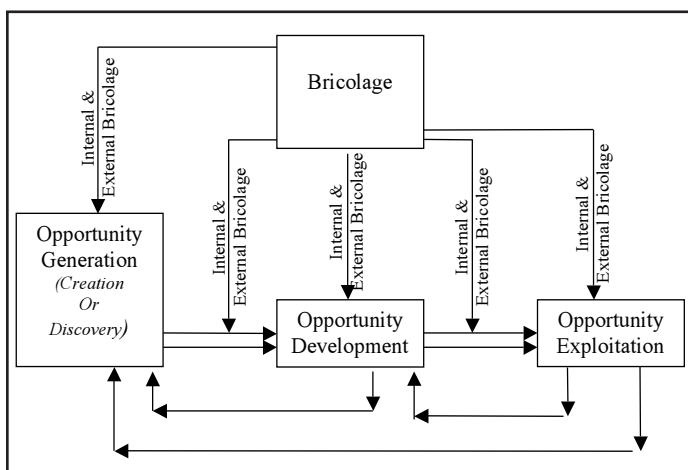 Bricolage
Internal &
External Bricolage
Internal &
External Bricolage
Internal &
External Bricolage
Internal &
External Bricolage
Internal &
External Bricolage
Opportunity
Generation
(Creation
Or
Discovery)
Opportunity
Development
Opportunity
Exploitation